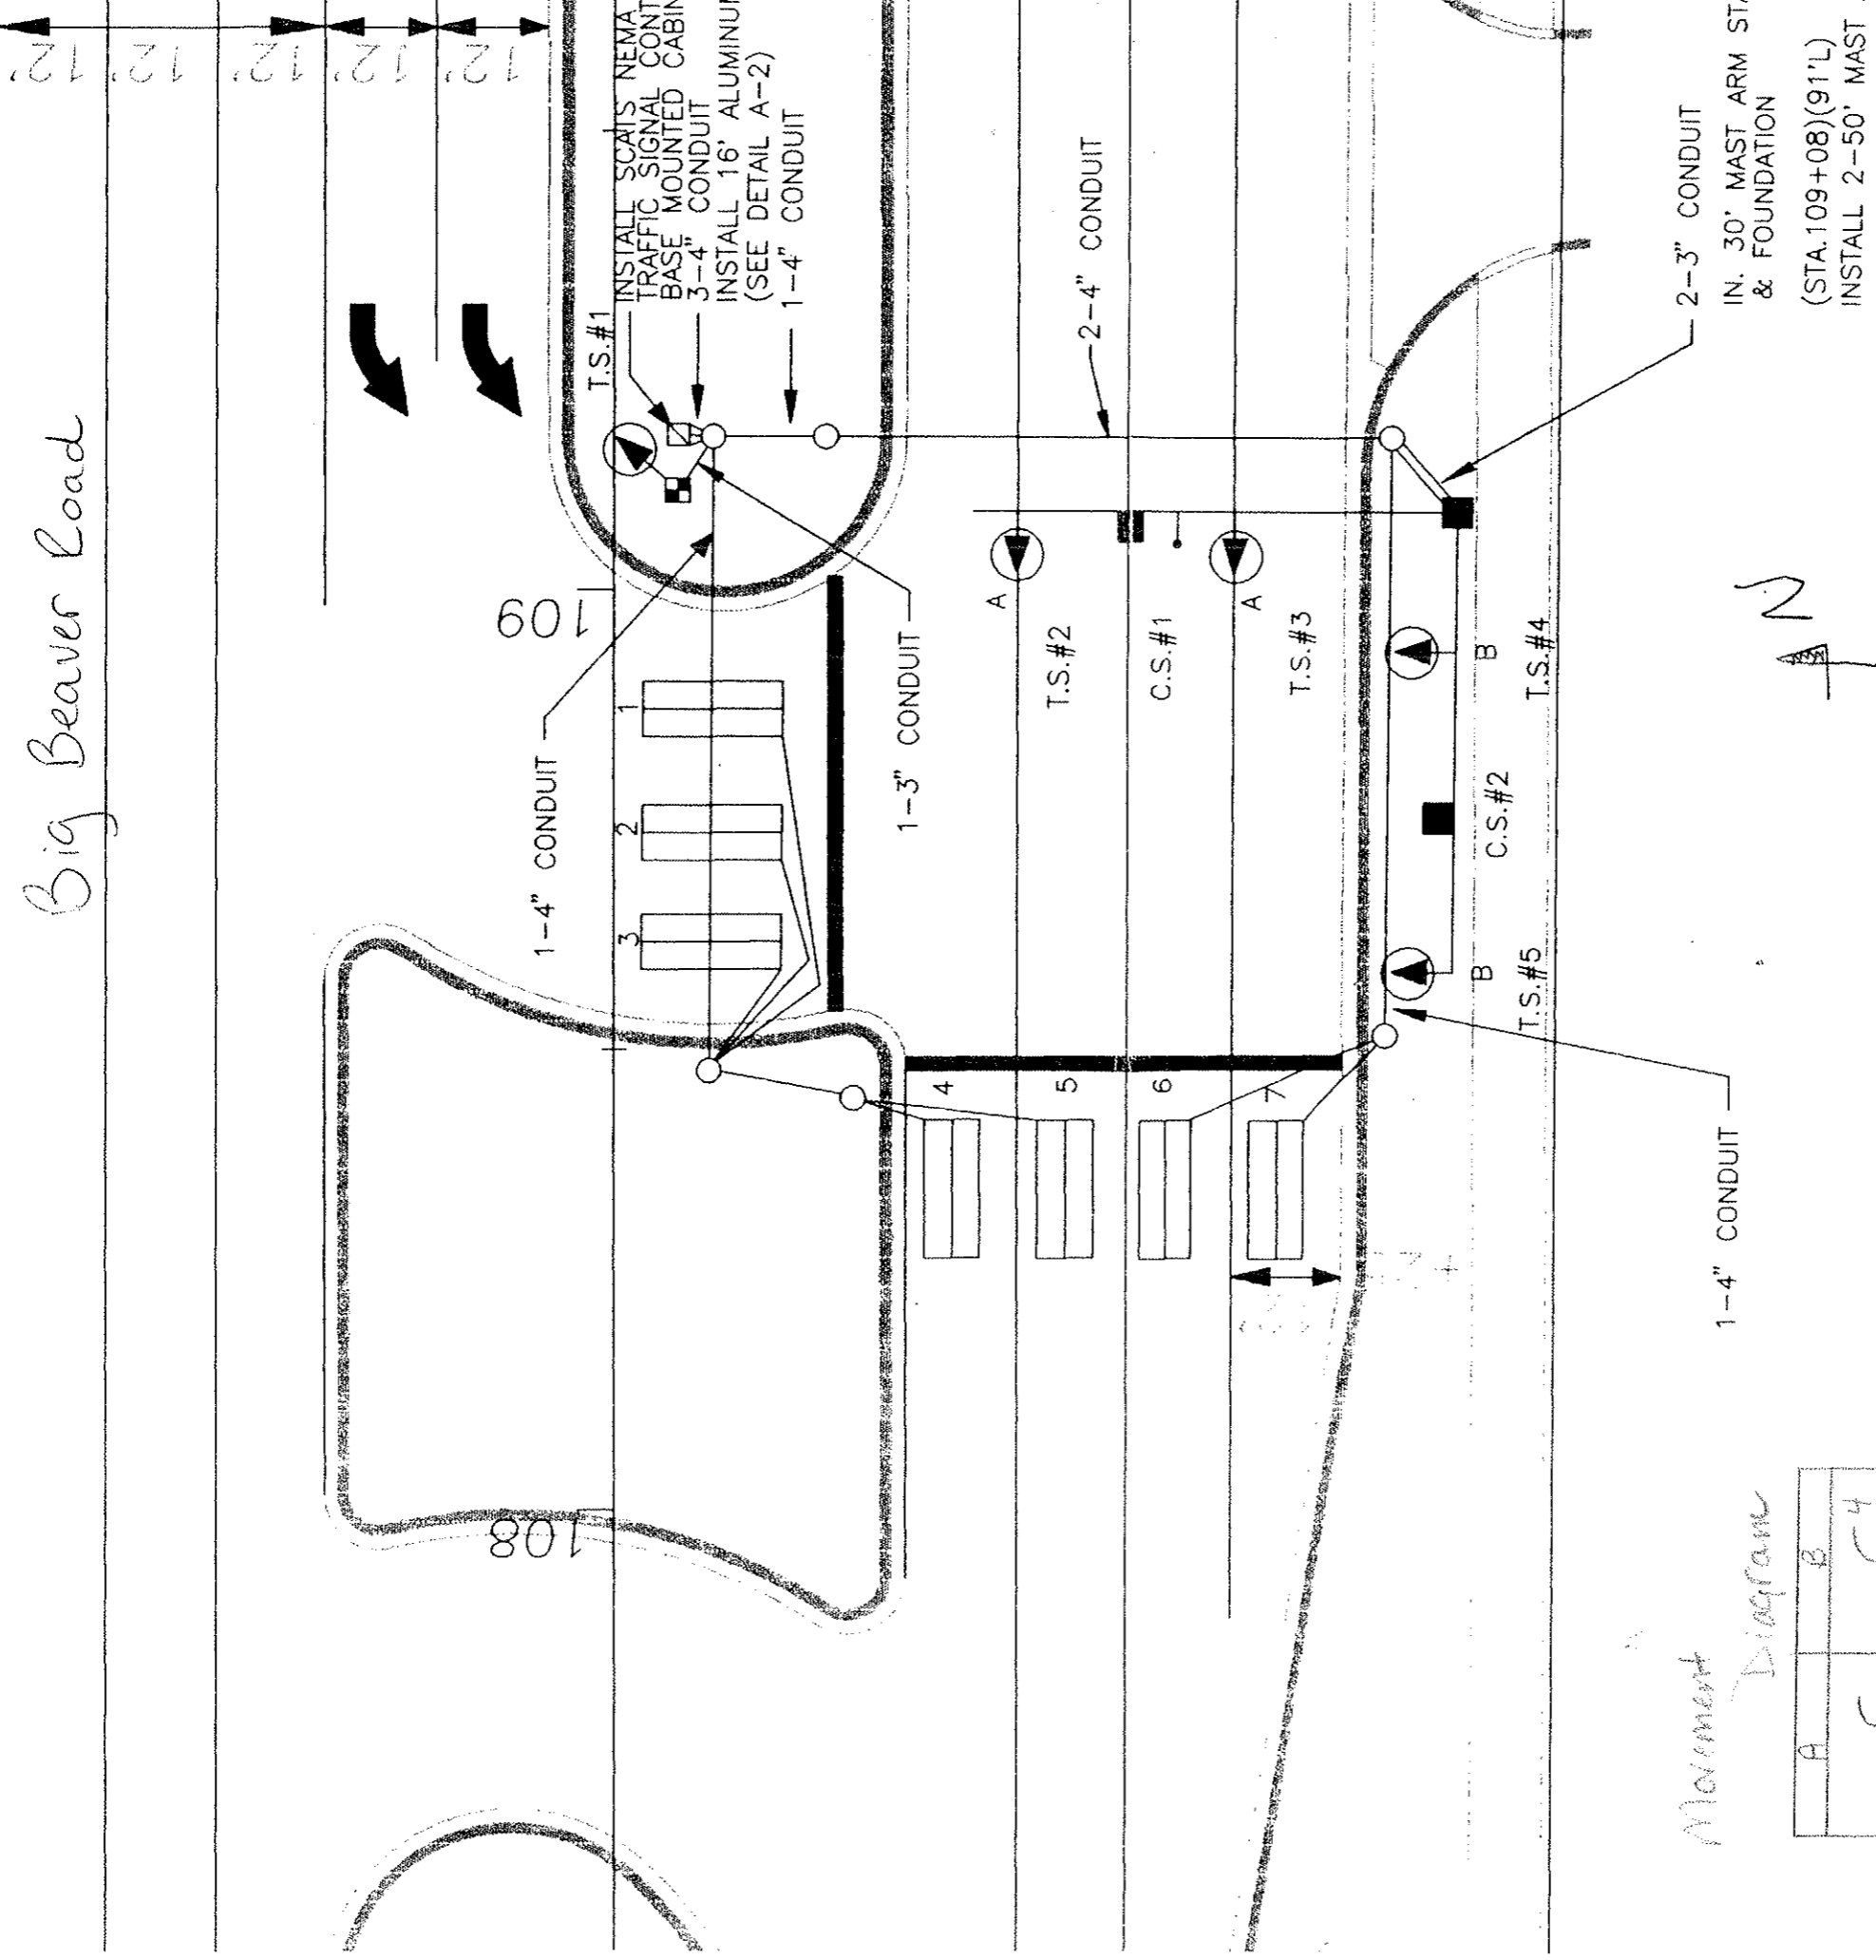 Big Beaver Road
12'
12'
12'
12'
12'
T.S.#1
INSTALL SCATS NEMA
TRAFFIC SIGNAL CONT
BASE MOUNTED CABIN
3-4" CONDUIT
INSTALL 16' ALUMINUM
(SEE DETAIL A-2)
1-4" CONDUIT
109
1-4" CONDUIT
1
2
3
1-3" CONDUIT
2-4" CONDUIT
A
T.S.#2
C.S.#1
A
T.S.#3
B
T.S.#4
C.S.#2
B
T.S.#5
2-3" CONDUIT
IN. 30' MAST ARM STA
& FOUNDATION
(STA.109+08)(91'L)
INSTALL 2-50' MAST
N
4
5
6
7
1-4" CONDUIT
108
Movement
Diagram
A
B
4